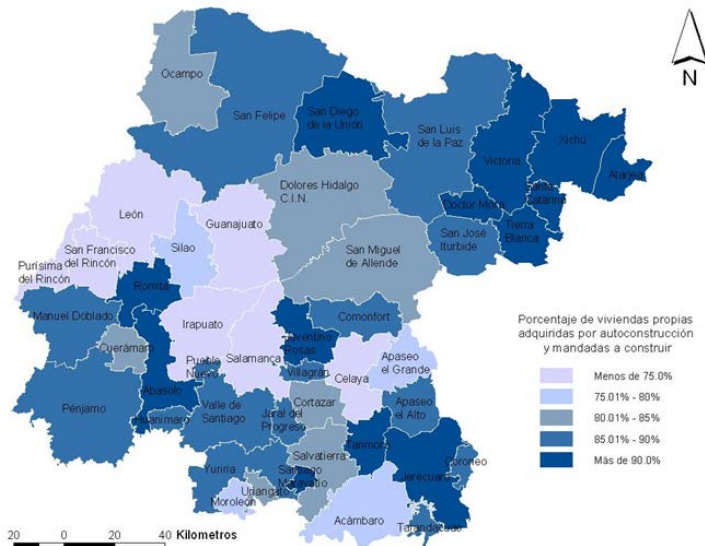 N
Ocampo
San Felipe
San Diego
de la Unión
San Luis
de la Paz
Victoria
Xichú
Atarjea
Santa
Catarina
Doctor Mora
Tierra
Blanca
San José
Iturbide
Dolores Hidalgo
C.I.N.
San Miguel
de Allende
León
Guanajuato
Silao
San Francisco
del Rincón
Purísima
del Rincón
Romita
Manuel Doblado
Irapuato
Cuerámaro
Pueblo
Nuevo
Salamanca
Juventino
Rosas
Comonfort
Villagrán
Celaya
Apaseo
el Grande
Apaseo
el Alto
Abasolo
Pénjamo
Huanímaro
Valle de
Santiago
Jaral del
Progreso
Cortazar
Salvatierra
Tarimoro
Jerécuaro
Coroneo
Yuriria
Santiago
Maravatío
Uriangato
Moroleón
Acámbaro
Tarandacuao
Porcentaje de viviendas propias
adquiridas por autoconstrucción
y mandadas a construir
Menos de 75.0%
75.01% - 80%
80.01% - 85%
85.01% - 90%
Más de 90.0%
20 0 20 40 Kilometros